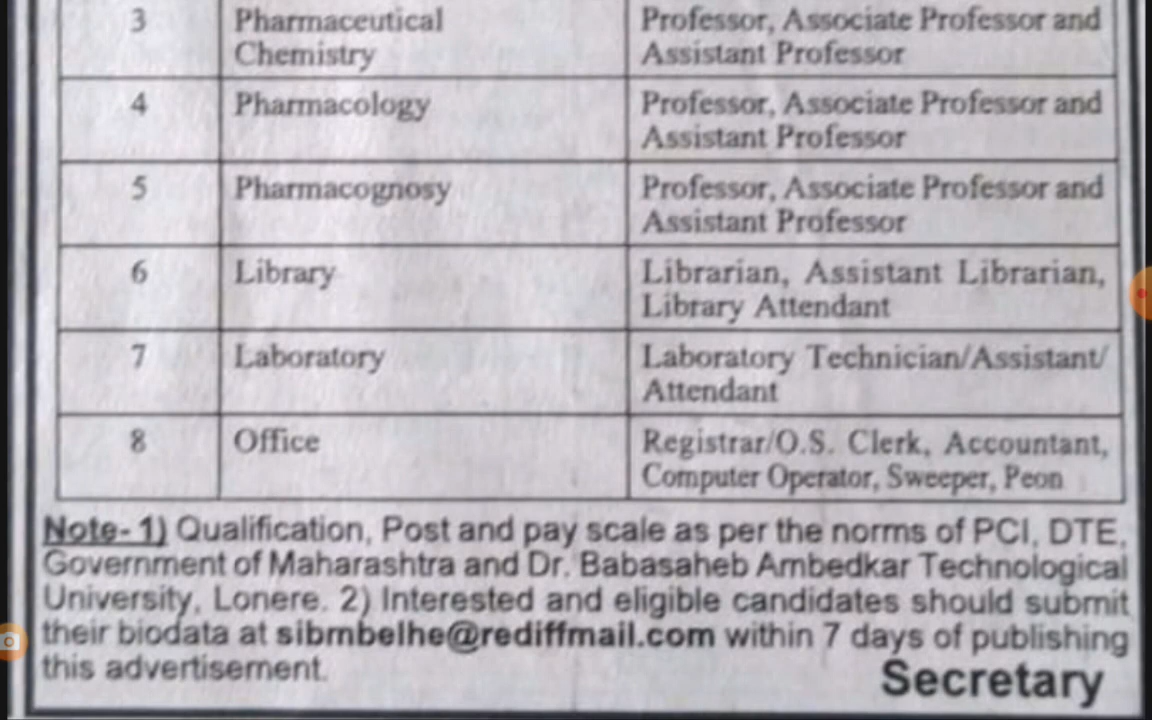 3 Pharmaceutical Professor, Associate Professor and
Chemistry Assistant Professor
4 Pharmacology Professor, Associate Professor and
Assistant Professor
5 Pharmacognosy Professor, Associate Professor and
Assistant Professor
6 Library Librarian, Assistant Librarian,
Library Attendant
7 Laboratory Laboratory Technician/Assistant/
Attendant
8 Office Registrar/O.S. Clerk, Accountant,
Computer Operator, Sweeper, Peon
Note- 1) Qualification, Post and pay scale as per the norms of PCI, DTE,
Government of Maharashtra and Dr. Babasaheb Ambedkar Technological
University, Lonere. 2) Interested and eligible candidates should submit
their biodata at sibmbelhe@rediffmail.com within 7 days of publishing
this advertisement.
Secretary